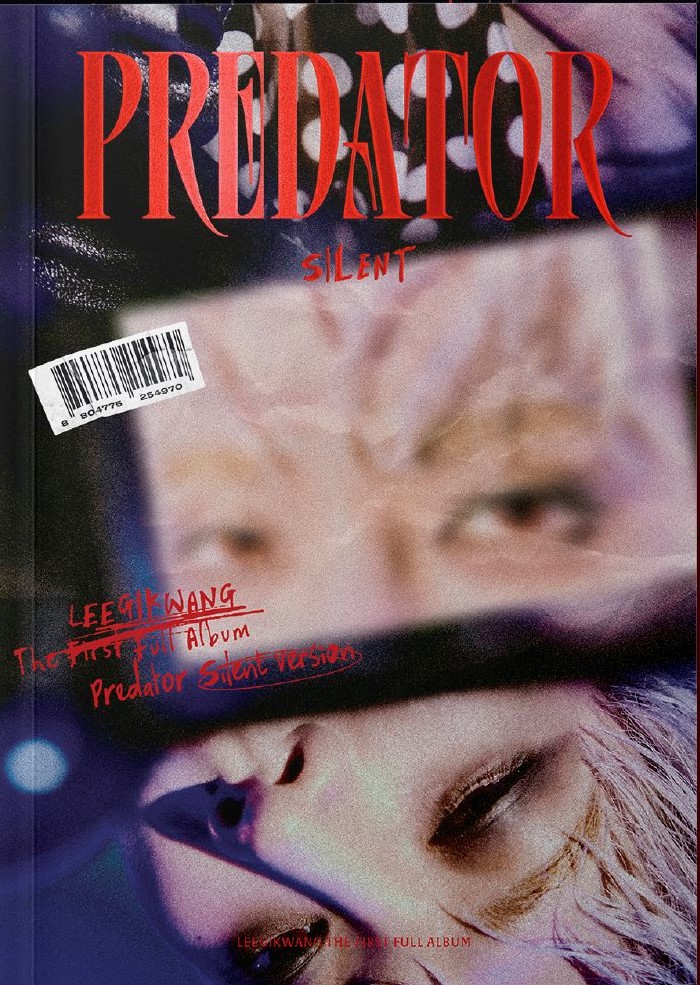 PREDATOR
SILENT
8 804775 254970
LEEGIKWANG
The First Full Album
Predator Silent version
LEEGIKWANG THE FIRST FULL ALBUM